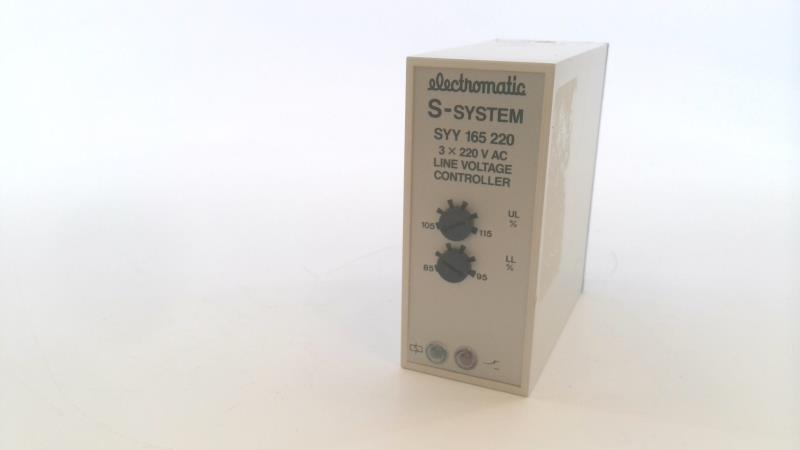 electromatic
S-SYSTEM
SYY 165 220
3 × 220 V AC
LINE VOLTAGE
CONTROLLER
UL
%
105 115
LL
%
85 95